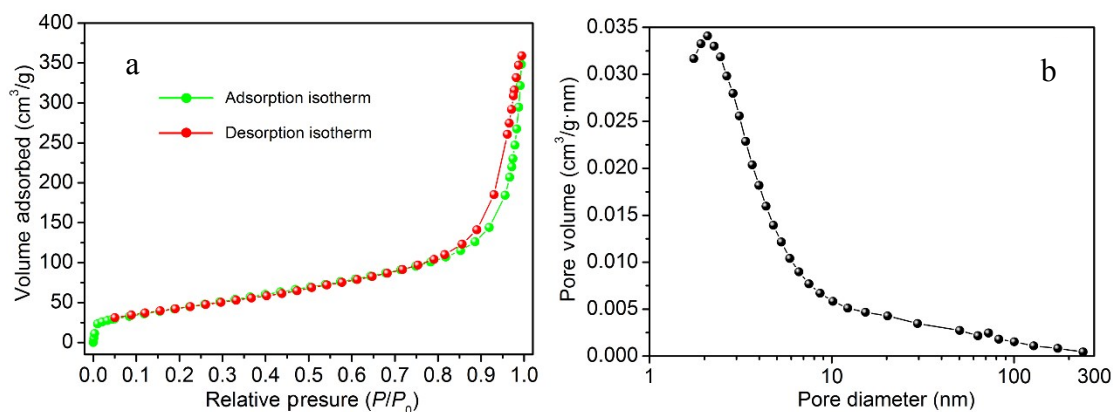 a
Adsorption isotherm
Desorption isotherm
Volume adsorbed (cm³/g)
400
350
300
250
200
150
100
50
0
0.0 0.1 0.2 0.3 0.4 0.5 0.6 0.7 0.8 0.9 1.0
Relative presure (P/P₀)
b
Pore volume (cm³/g·nm)
0.035
0.030
0.025
0.020
0.015
0.010
0.005
0.000
1 10 100 300
Pore diameter (nm)